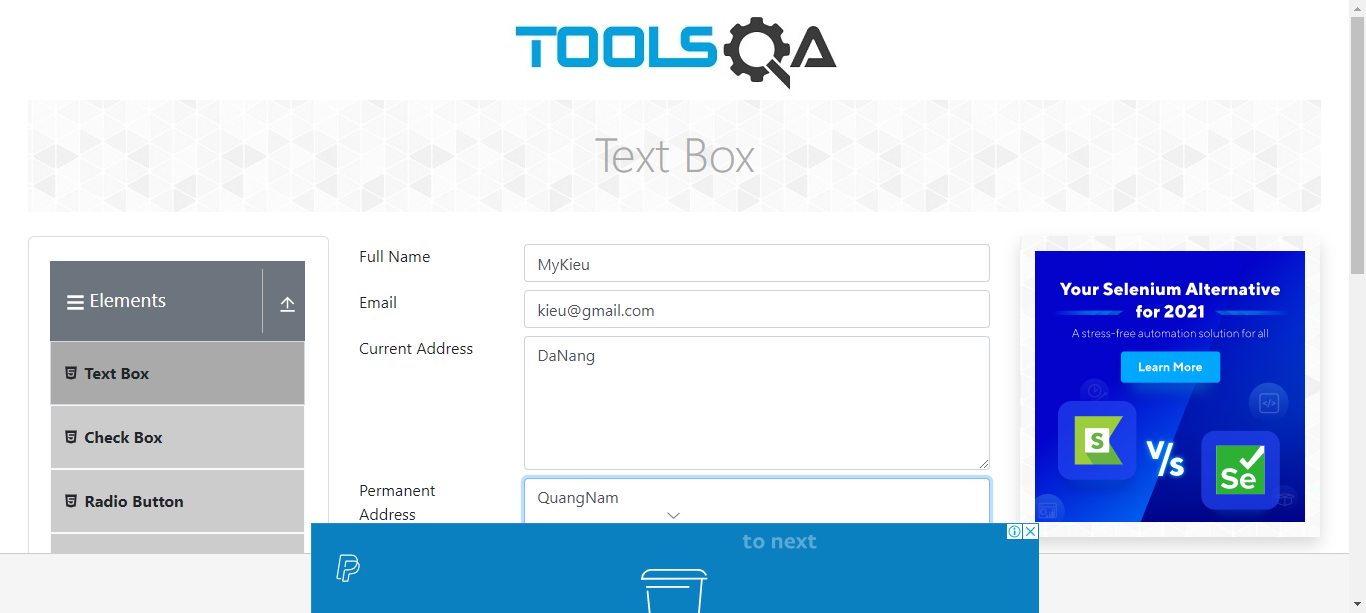 TOOLSQA
Text Box
Elements
Text Box
Check Box
Radio Button
Full Name
MyKieu
Email
kieu@gmail.com
Current Address
DaNang
Permanent
Address
QuangNam
Your Selenium Alternative
for 2021
A stress-free automation solution for all
Learn More
S
V/s
Se
to next